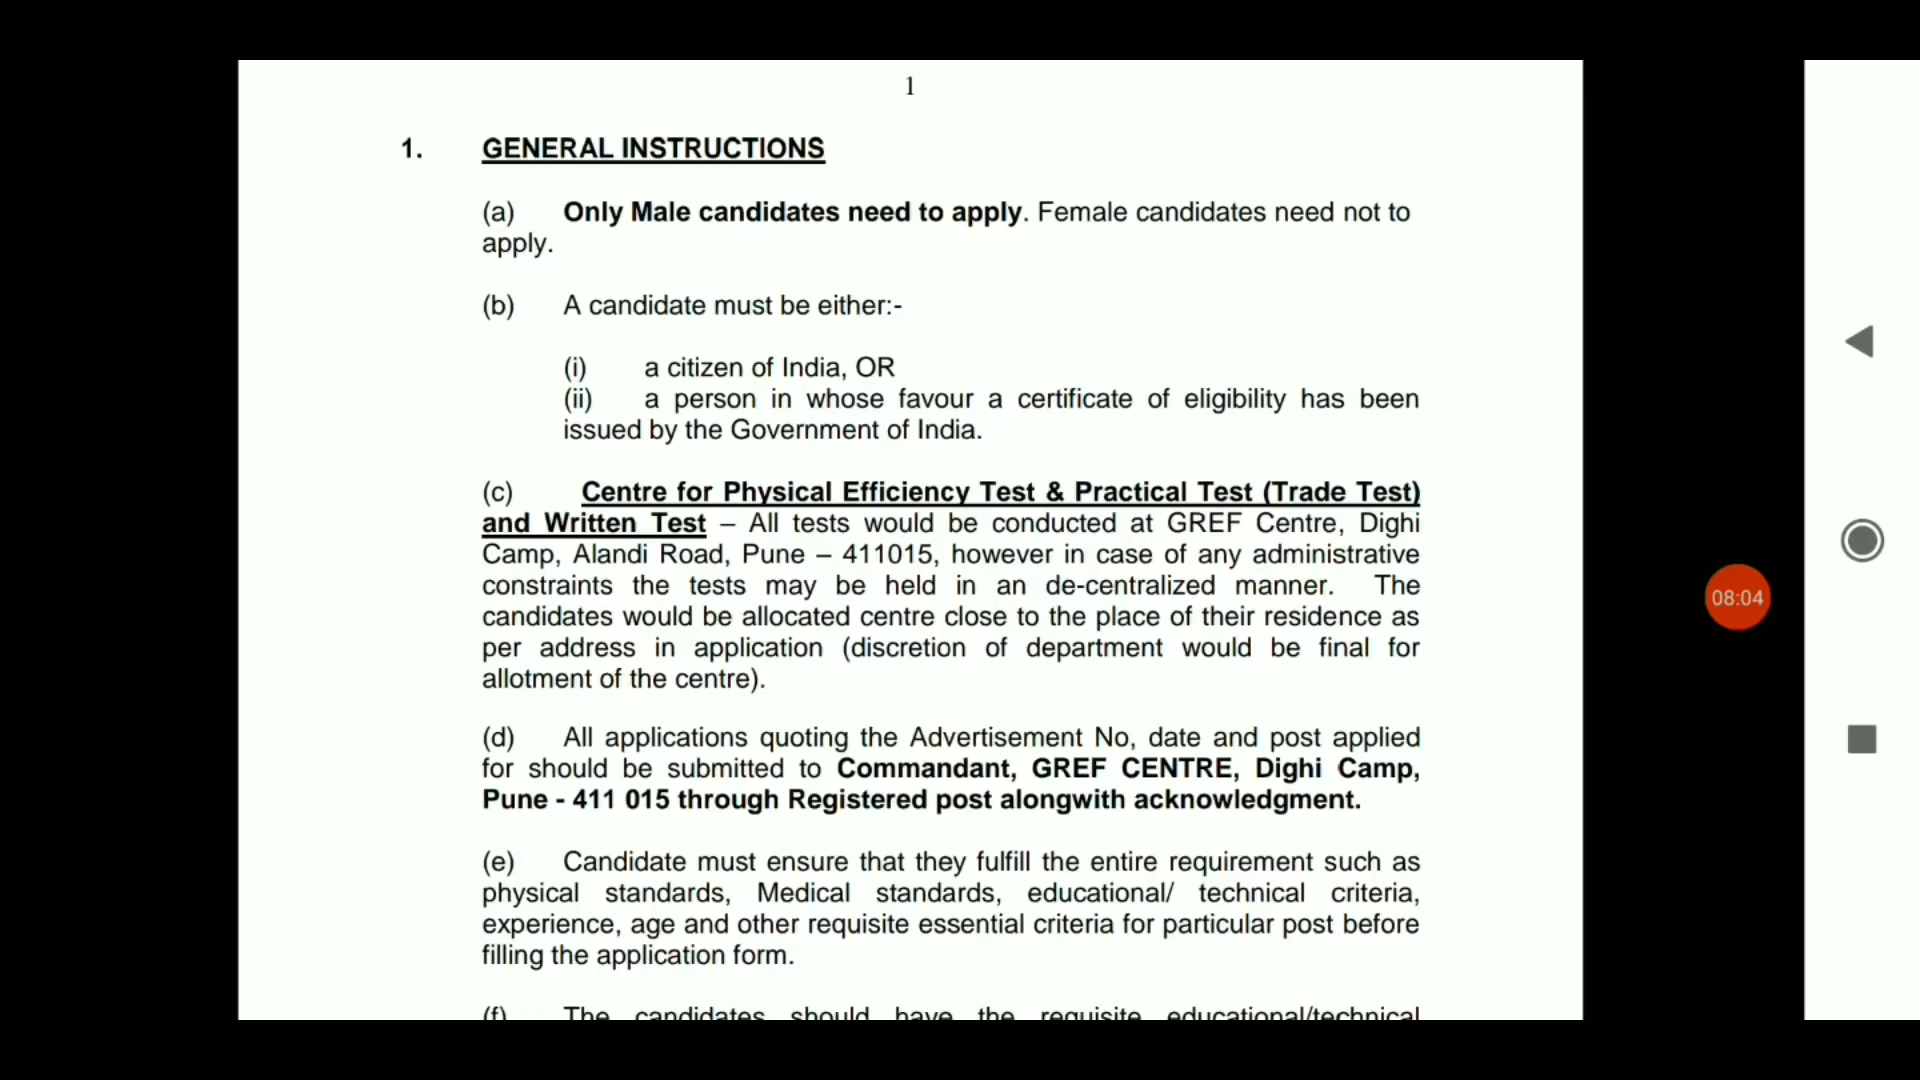 1
1. GENERAL INSTRUCTIONS
(a) Only Male candidates need to apply. Female candidates need not to
apply.
(b) A candidate must be either:-
(i) a citizen of India, OR
(ii) a person in whose favour a certificate of eligibility has been
issued by the Government of India.
(c) Centre for Physical Efficiency Test & Practical Test (Trade Test)
and Written Test – All tests would be conducted at GREF Centre, Dighi
Camp, Alandi Road, Pune – 411015, however in case of any administrative
constraints the tests may be held in an de-centralized manner. The
candidates would be allocated centre close to the place of their residence as
per address in application (discretion of department would be final for
allotment of the centre).
(d) All applications quoting the Advertisement No, date and post applied
for should be submitted to Commandant, GREF CENTRE, Dighi Camp,
Pune - 411 015 through Registered post alongwith acknowledgment.
(e) Candidate must ensure that they fulfill the entire requirement such as
physical standards, Medical standards, educational/ technical criteria,
experience, age and other requisite essential criteria for particular post before
filling the application form.
(f) The candidates should have the requisite educational/technical
08:04